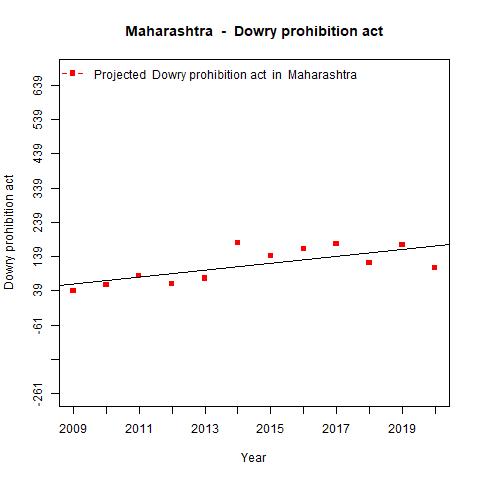 Maharashtra - Dowry prohibition act
Projected Dowry prohibition act in Maharashtra
Dowry prohibition act
639
539
439
339
239
139
39
-61
-261
2009 2011 2013 2015 2017 2019
Year